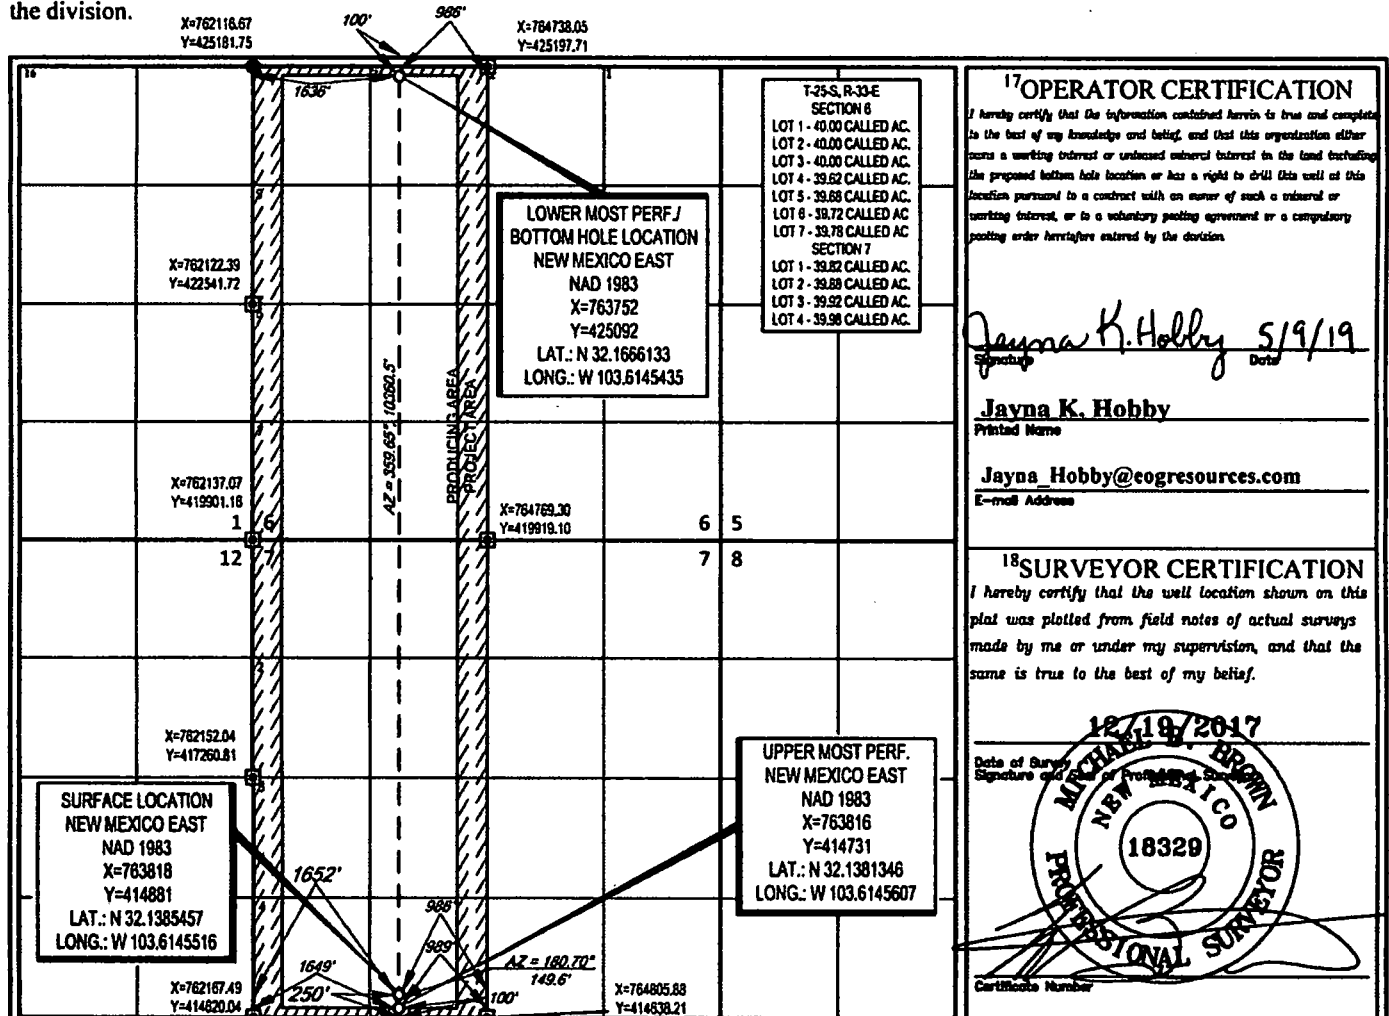 the division.
X=762116.67
Y=425181.75
100'
986'
X=764738.05
Y=425197.71
16
1636'
T-25-S, R-33-E
SECTION 6
LOT 1 - 40.00 CALLED AC.
LOT 2 - 40.00 CALLED AC.
LOT 3 - 40.00 CALLED AC.
LOT 4 - 39.62 CALLED AC.
LOT 5 - 39.68 CALLED AC.
LOT 6 - 39.72 CALLED AC
LOT 7 - 39.78 CALLED AC
SECTION 7
LOT 1 - 39.82 CALLED AC.
LOT 2 - 39.88 CALLED AC.
LOT 3 - 39.92 CALLED AC.
LOT 4 - 39.98 CALLED AC.
LOWER MOST PERF./
BOTTOM HOLE LOCATION
NEW MEXICO EAST
NAD 1983
X=763752
Y=425092
LAT.: N 32.1666133
LONG.: W 103.6145435
X=762122.39
Y=422541.72
AZ = 359.65° 10360.5'
PRODUCING AREA
PROJECT AREA
X=762137.07
Y=419901.16
X=764769.30
Y=419919.10
1 6
12 7
6 5
7 8
X=762152.04
Y=417260.81
SURFACE LOCATION
NEW MEXICO EAST
NAD 1983
X=763818
Y=414881
LAT.: N 32.1385457
LONG.: W 103.6145516
UPPER MOST PERF.
NEW MEXICO EAST
NAD 1983
X=763816
Y=414731
LAT.: N 32.1381346
LONG.: W 103.6145607
1652'
988'
989'
1649'
250'
AZ = 180.70°
149.6'
100'
X=762167.49
Y=414620.04
X=764805.88
Y=414638.21
17 OPERATOR CERTIFICATION
I hereby certify that the information contained herein is true and complete
to the best of my knowledge and belief, and that this organization either
owns a working interest or unleased mineral interest in the land including
the proposed bottom hole location or has a right to drill this well at this
location pursuant to a contract with an owner of such a mineral or
working interest, or to a voluntary pooling agreement or a compulsory
pooling order heretofore entered by the division
Jayna K. Hobby 5/9/19
Signature Date
Jayna K. Hobby
Printed Name
Jayna_Hobby@eogresources.com
E-mail Address
18 SURVEYOR CERTIFICATION
I hereby certify that the well location shown on this
plat was plotted from field notes of actual surveys
made by me or under my supervision, and that the
same is true to the best of my belief.
12/19/2017
Date of Survey
Signature and Seal of Professional Surveyor
MICHAEL B. BROWN
NEW MEXICO
18329
PROFESSIONAL SURVEYOR
Certificate Number